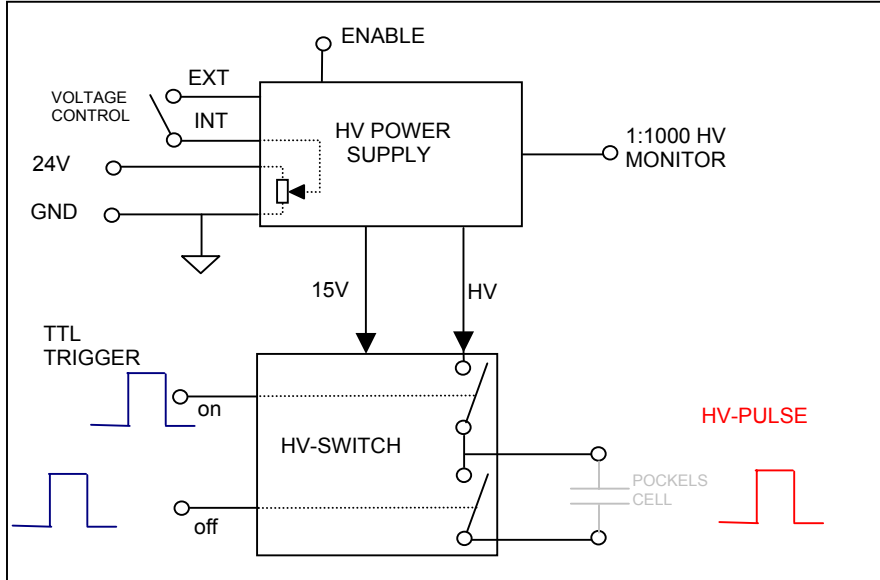 ENABLE
EXT
VOLTAGE
CONTROL
INT
HV POWER
SUPPLY
1:1000 HV
MONITOR
24V
GND
15V
HV
TTL
TRIGGER
on
HV-PULSE
HV-SWITCH
POCKELS
CELL
off